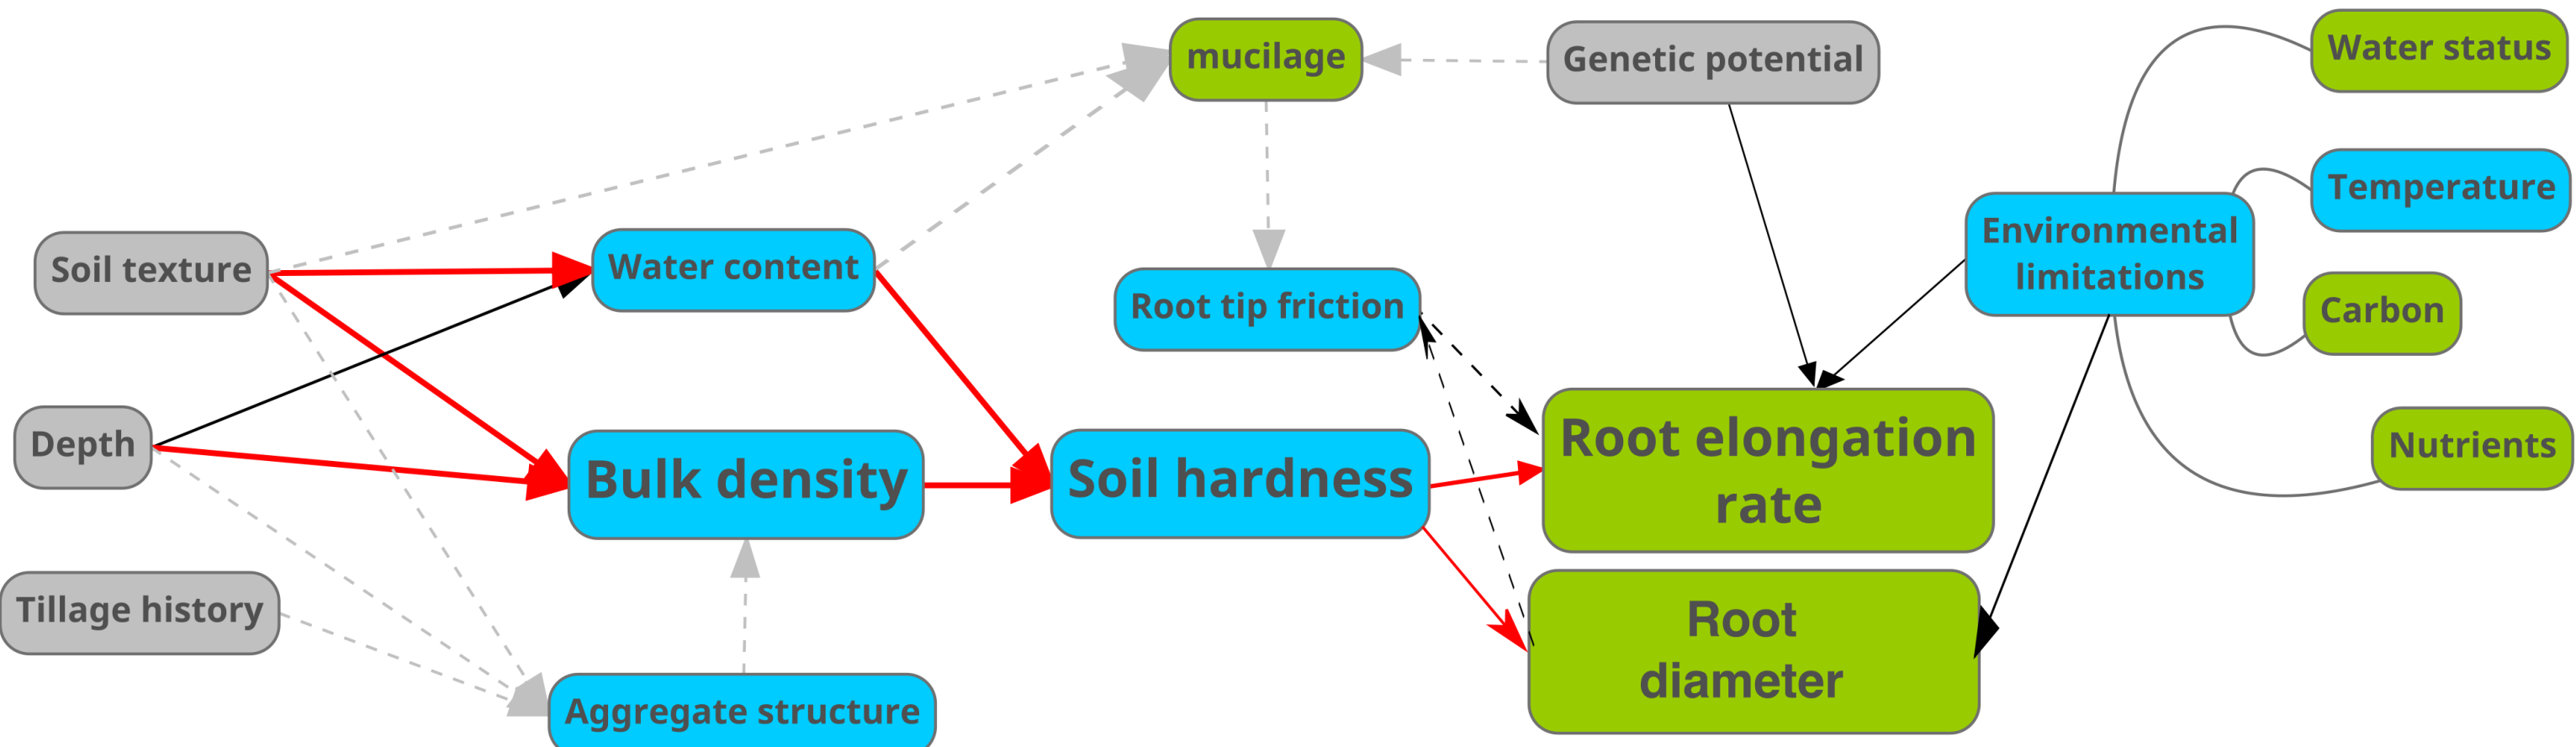 mucilage
Genetic potential
Water status
Temperature
Environmental
limitations
Soil texture
Water content
Root tip friction
Carbon
Depth
Bulk density
Soil hardness
Root elongation
rate
Nutrients
Tillage history
Root
diameter
Aggregate structure